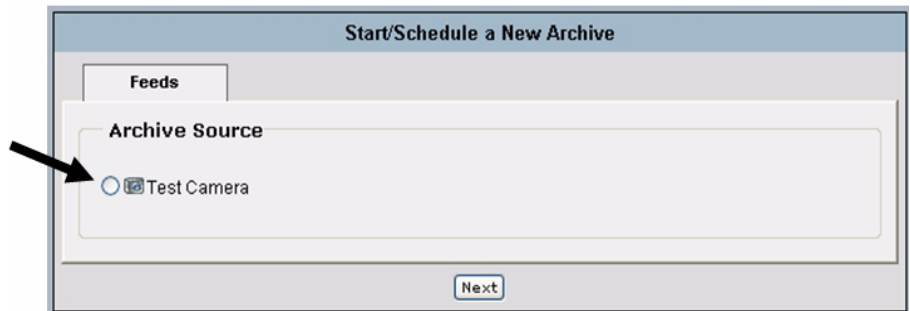 Start/Schedule a New Archive
Feeds
Archive Source
Test Camera
Next